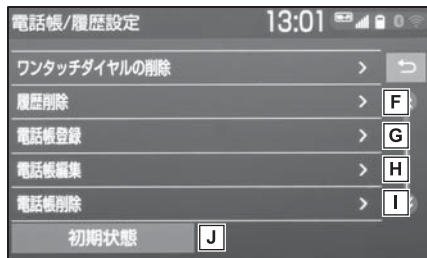 電話帳/履歴設定 13:01 0
ワンタッチダイヤルの削除
履歴削除 F
電話帳登録 G
電話帳編集 H
電話帳削除 I
初期状態 J